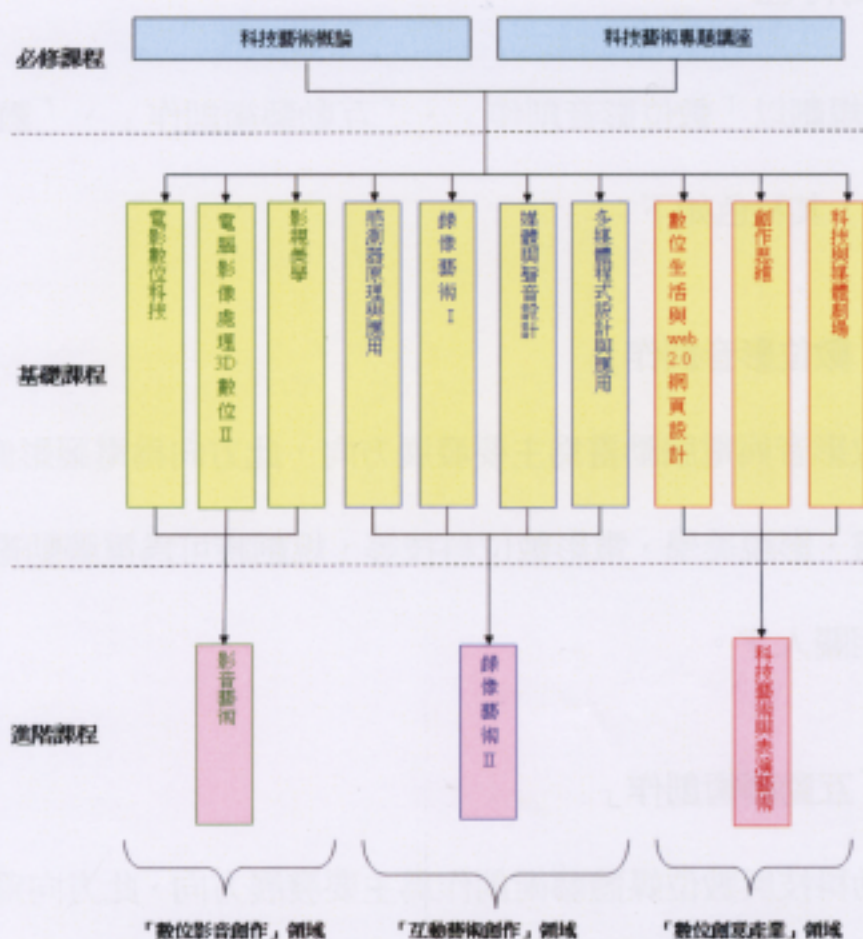 必修課程
科技藝術概論
科技藝術專題講座
基礎課程
電影數位科技
電腦影像處理3D數位II
影視美學
感測器原理與應用
錄像藝術I
媒體與聲音設計
多媒體程式設計與應用
數位生活與web2.0網頁設計
創作思維
科技與媒體劇場
進階課程
影音藝術
錄像藝術II
科技藝術與表演藝術
「數位影音創作」領域
「互動藝術創作」領域
「數位創意產業」領域